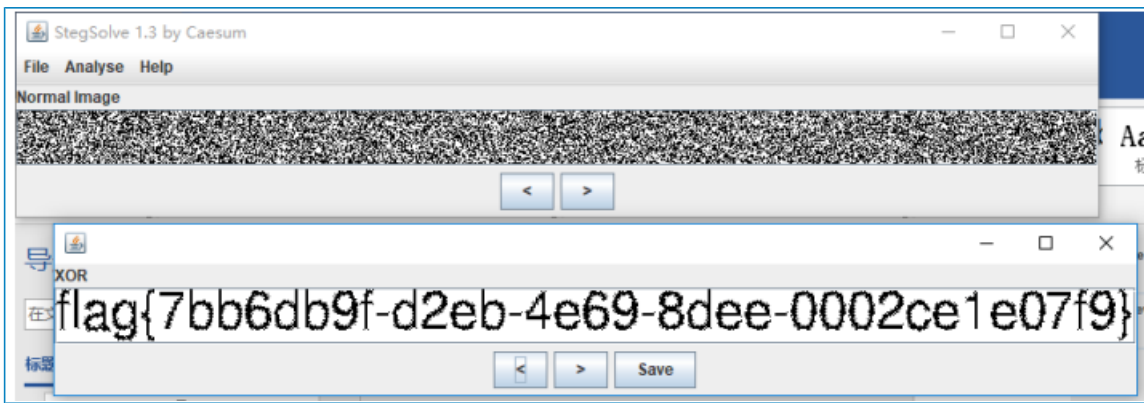 StegSolve 1.3 by Caesum
File Analyse Help
Normal Image
< >
Aa
导
XOR
flag{7bb6db9f-d2eb-4e69-8dee-0002ce1e07f9}
标题
< > Save